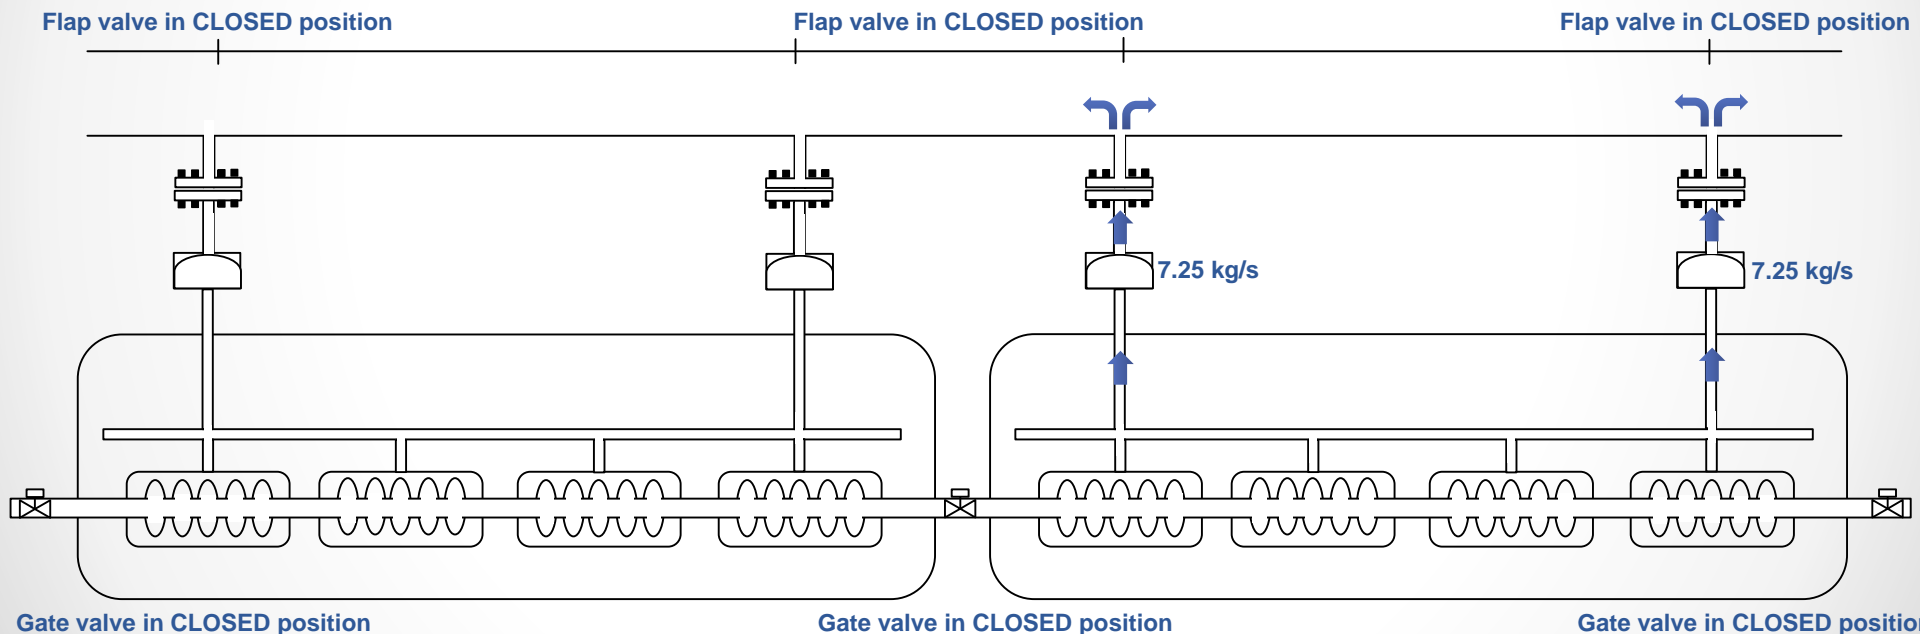 Flap valve in CLOSED position
Flap valve in CLOSED position
Flap valve in CLOSED position
7.25 kg/s
7.25 kg/s
Gate valve in CLOSED position
Gate valve in CLOSED position
Gate valve in CLOSED position